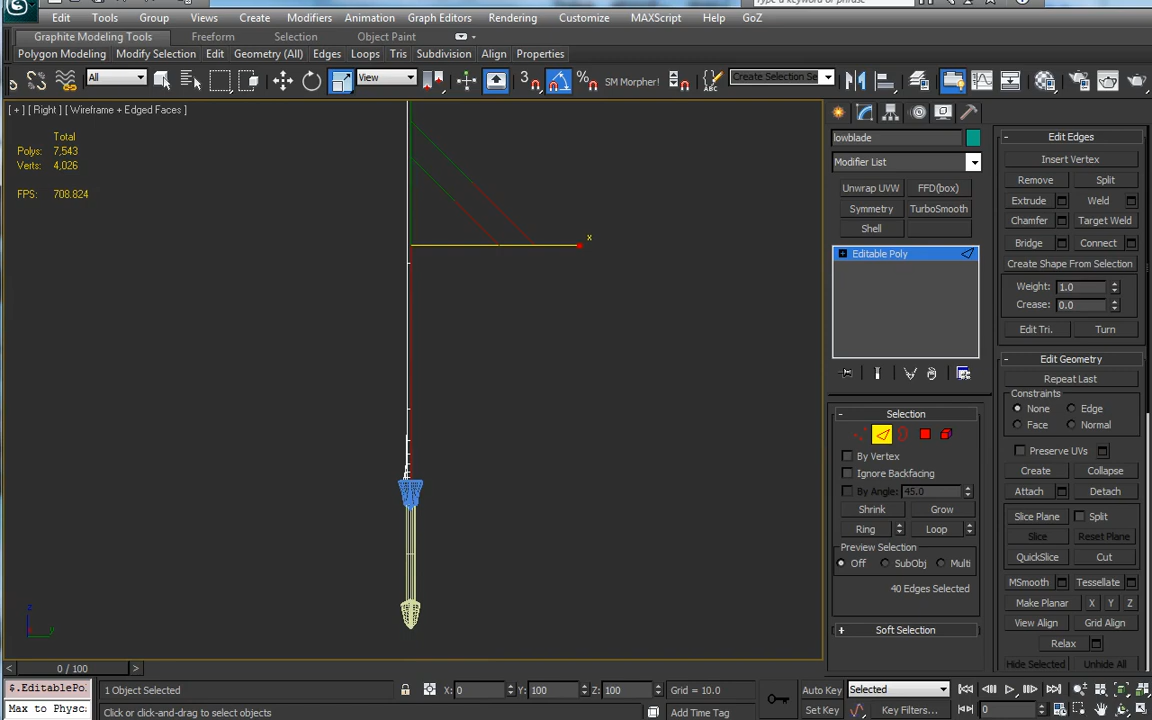 Edit Tools Group Views Create Modifiers Animation Graph Editors Rendering Customize MAXScript Help GoZ
Graphite Modeling Tools Freeform Selection Object Paint
Polygon Modeling Modify Selection Edit Geometry (All) Edges Loops Tris Subdivision Align Properties
All View 3 % SM Morpher! ABC Create Selection Se
[ + ] [ Right ] [ Wireframe + Edged Faces ]
Total
Polys: 7,543
Verts: 4,026
FPS: 708.824
x
z
y
lowblade
Modifier List
Unwrap UVW FFD(box)
Symmetry TurboSmooth
Shell
Editable Poly
- Selection
By Vertex
Ignore Backfacing
By Angle: 45.0
Shrink Grow
Ring Loop
Preview Selection
Off SubObj Multi
40 Edges Selected
+ Soft Selection
- Edit Edges
Insert Vertex
Remove Split
Extrude Weld
Chamfer Target Weld
Bridge Connect
Create Shape From Selection
Weight: 1.0
Crease: 0.0
Edit Tri. Turn
- Edit Geometry
Repeat Last
Constraints
None Edge
Face Normal
Preserve UVs
Create Collapse
Attach Detach
Slice Plane Split
Slice Reset Plane
QuickSlice Cut
MSmooth Tessellate
Make Planar X Y Z
View Align Grid Align
Relax
Hide Selected Unhide All
< 0 / 100 >
$.EditablePo: 1 Object Selected X: 0 Y: 100 Z: 100 Grid = 10.0 Auto Key Selected
Max to Physc: Click or click-and-drag to select objects Add Time Tag Set Key Key Filters... 0